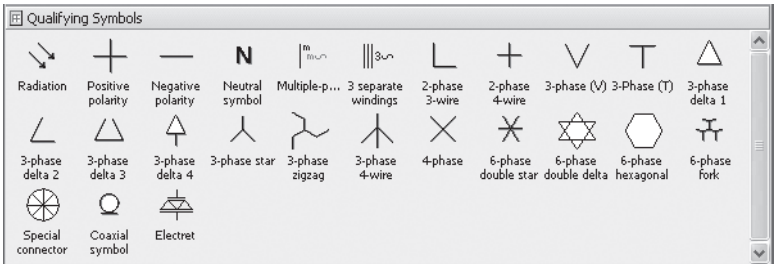 Qualifying Symbols
N
m
m
3
Radiation
Positive
polarity
Negative
polarity
Neutral
symbol
Multiple-p...
3 separate
windings
2-phase
3-wire
2-phase
4-wire
3-phase (V)
3-Phase (T)
3-phase
delta 1
3-phase
delta 2
3-phase
delta 3
3-phase
delta 4
3-phase star
3-phase
zigzag
3-phase
4-wire
4-phase
6-phase
double star
6-phase
double delta
6-phase
hexagonal
6-phase
fork
Special
connector
Coaxial
symbol
Electret